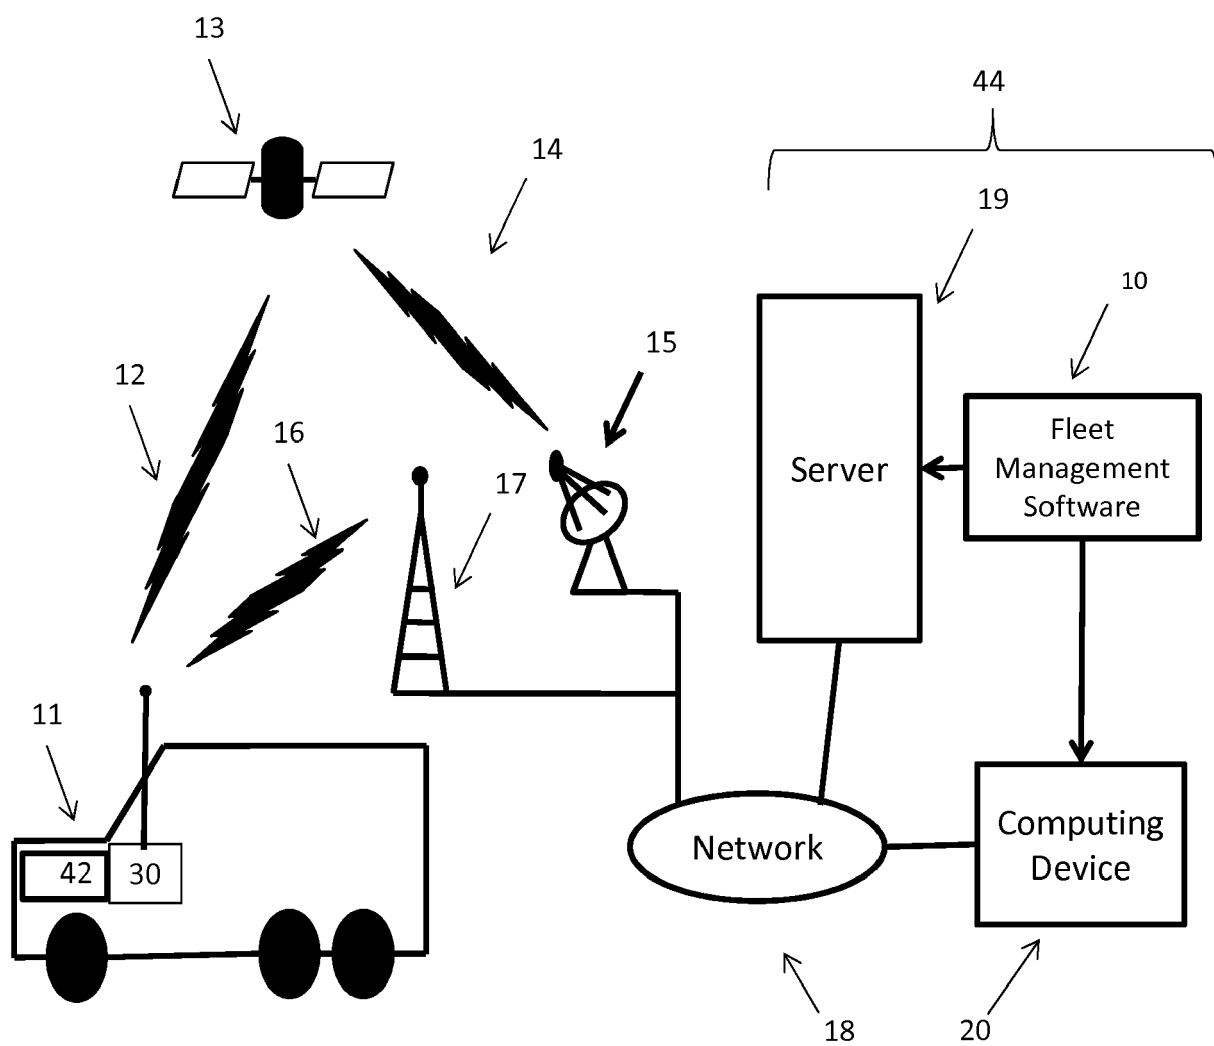 13
44
14
19
10
15
12
16
17
Fleet
Management
Software
Server
11
Computing
Device
Network
42
30
18
20